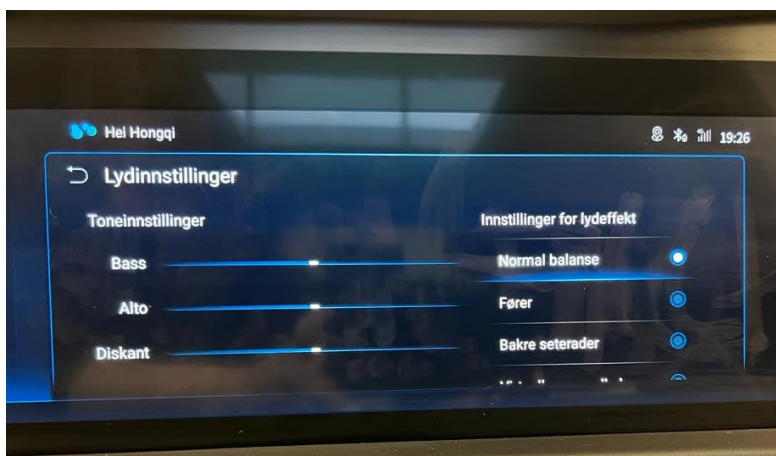 Hei Hongqi
19:26
Lydinnstillinger
Toneinnstillinger
Innstillinger for lydeffekt
Bass
Normal balanse
Alto
Fører
Diskant
Bakre seterader